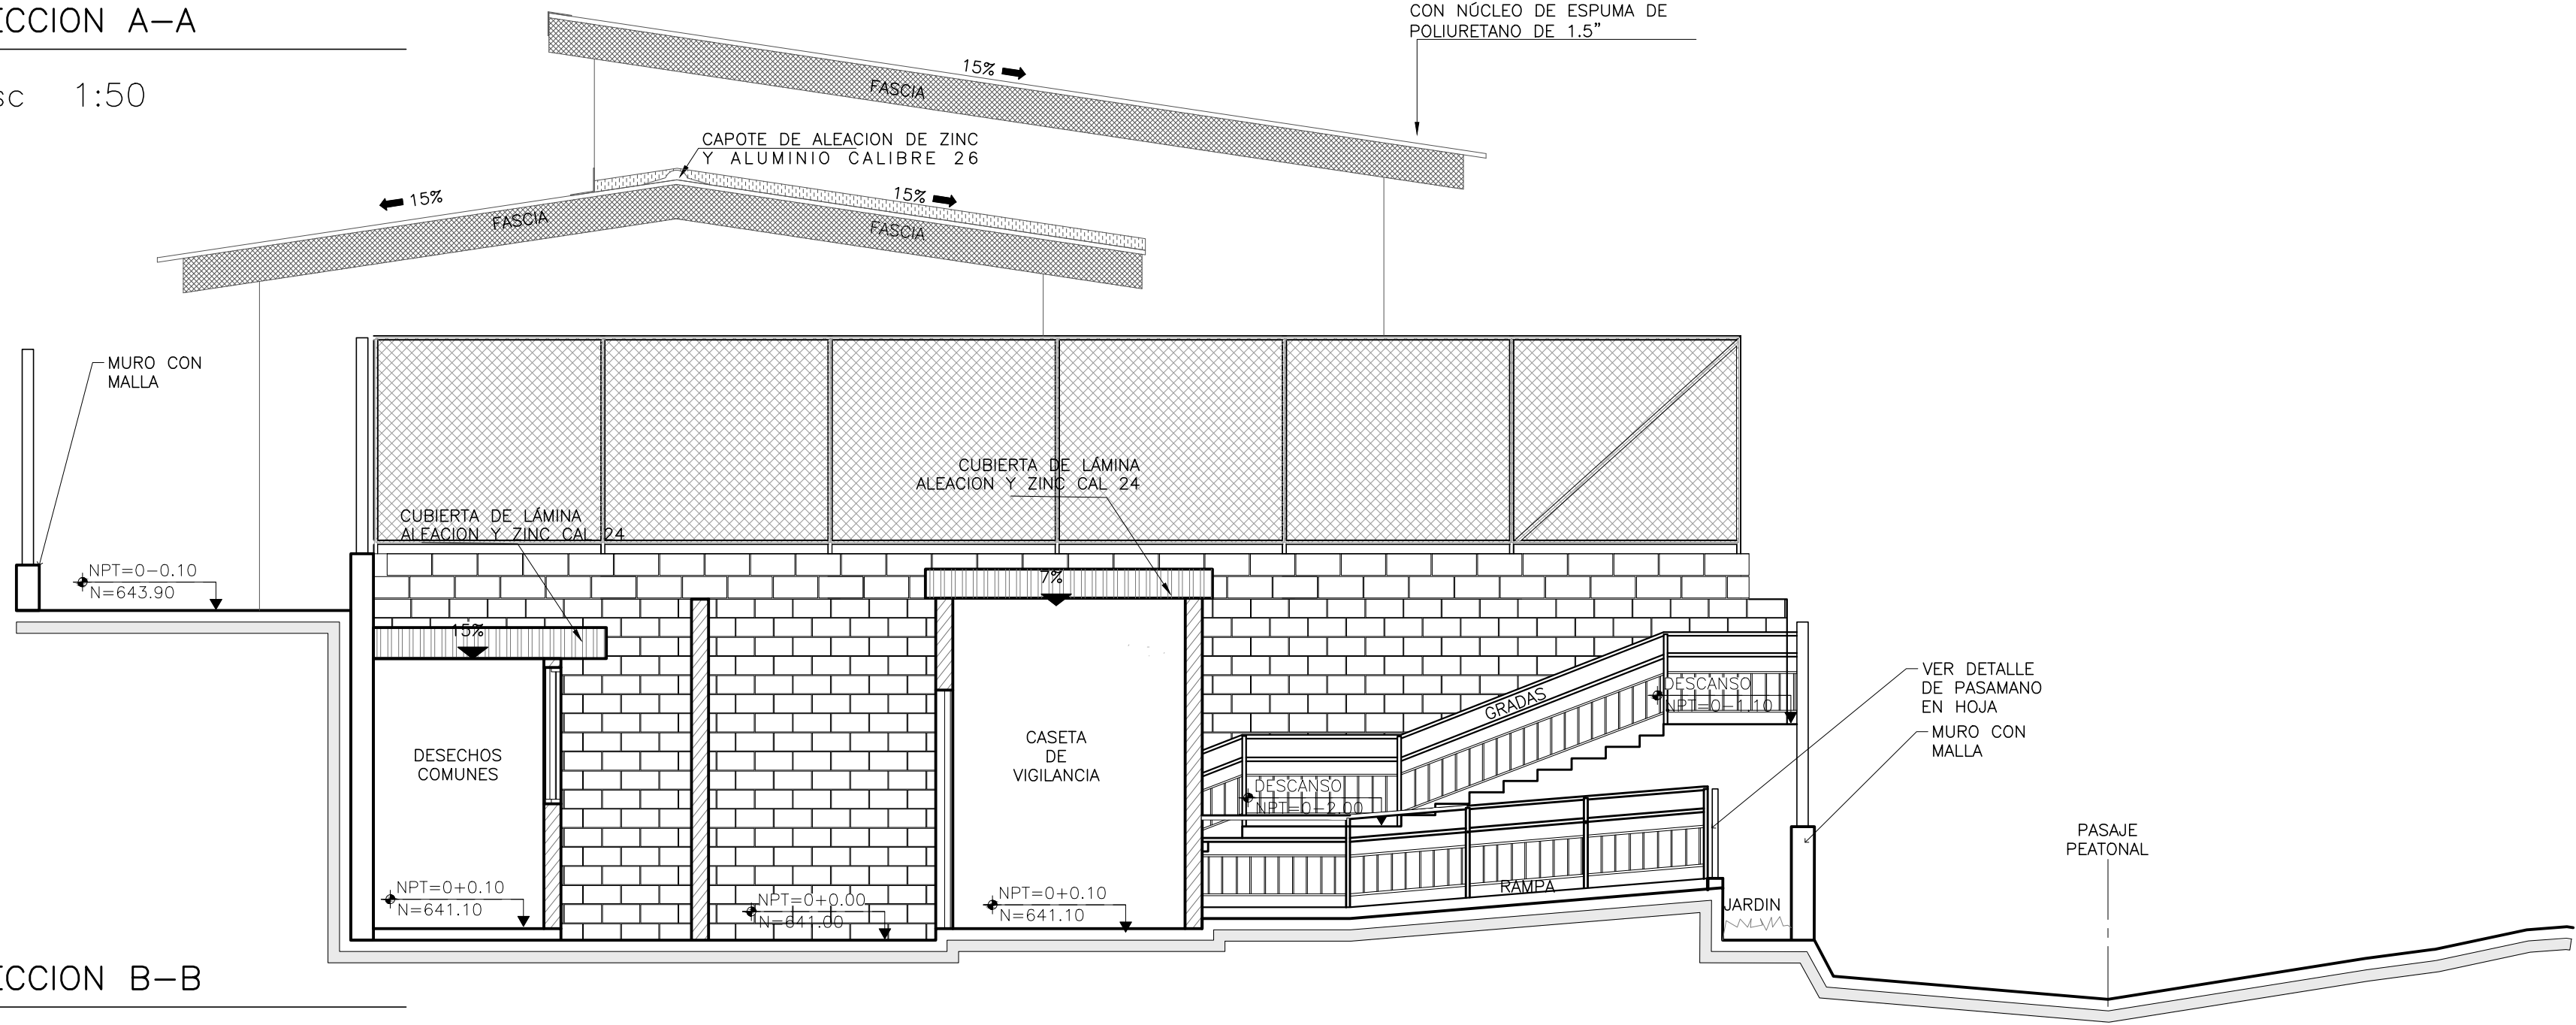 ECCION A-A
sc 1:50
CON NÚCLEO DE ESPUMA DE
POLIURETANO DE 1.5”
15%
FASCIA
CAPOTE DE ALEACION DE ZINC
Y ALUMINIO CALIBRE 26
15%
15%
FASCIA
FASCIA
MURO CON
MALLA
CUBIERTA DE LÁMINA
ALEACION Y ZINC CAL 24
CUBIERTA DE LÁMINA
ALEACION Y ZINC CAL 24
NPT=0-0.10
N=643.90
7%
15%
VER DETALLE
DE PASAMANO
EN HOJA
MURO CON
MALLA
DESCANSO
NPT=0-1.10
GRADAS
DESECHOS
COMUNES
CASETA
DE
VIGILANCIA
DESCANSO
NPT=0-2.00
PASAJE
PEATONAL
NPT=0+0.10
N=641.10
NPT=0+0.00
N=641.00
NPT=0+0.10
N=641.10
RAMPA
JARDIN
ECCION B-B